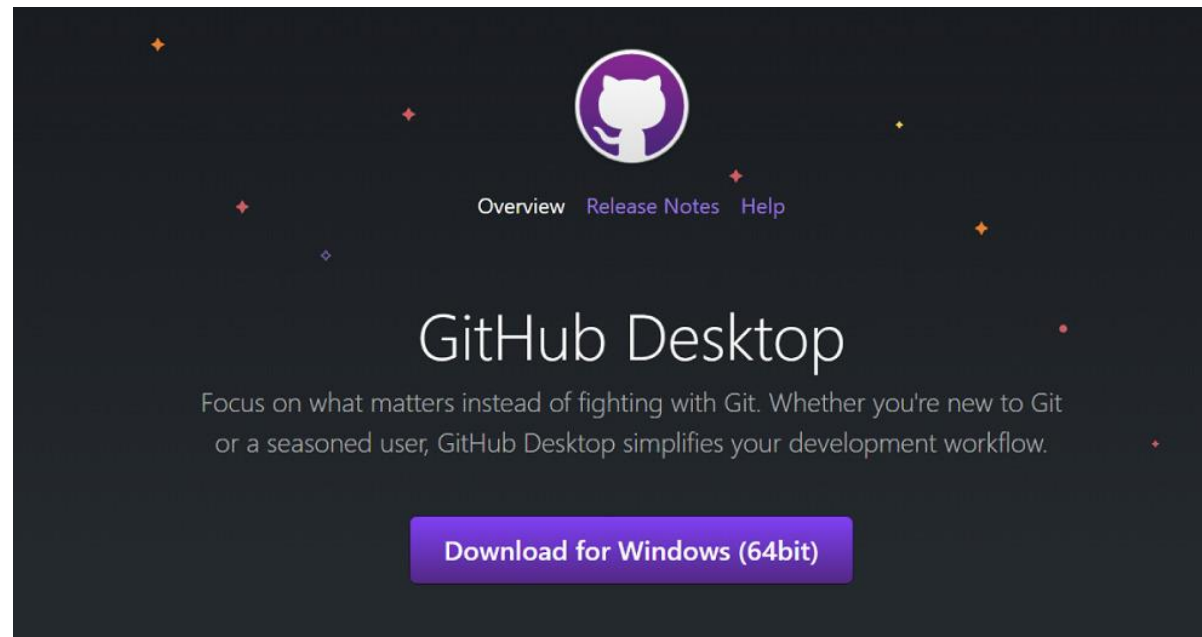 Overview Release Notes Help
GitHub Desktop
Focus on what matters instead of fighting with Git. Whether you're new to Git
or a seasoned user, GitHub Desktop simplifies your development workflow.
Download for Windows (64bit)